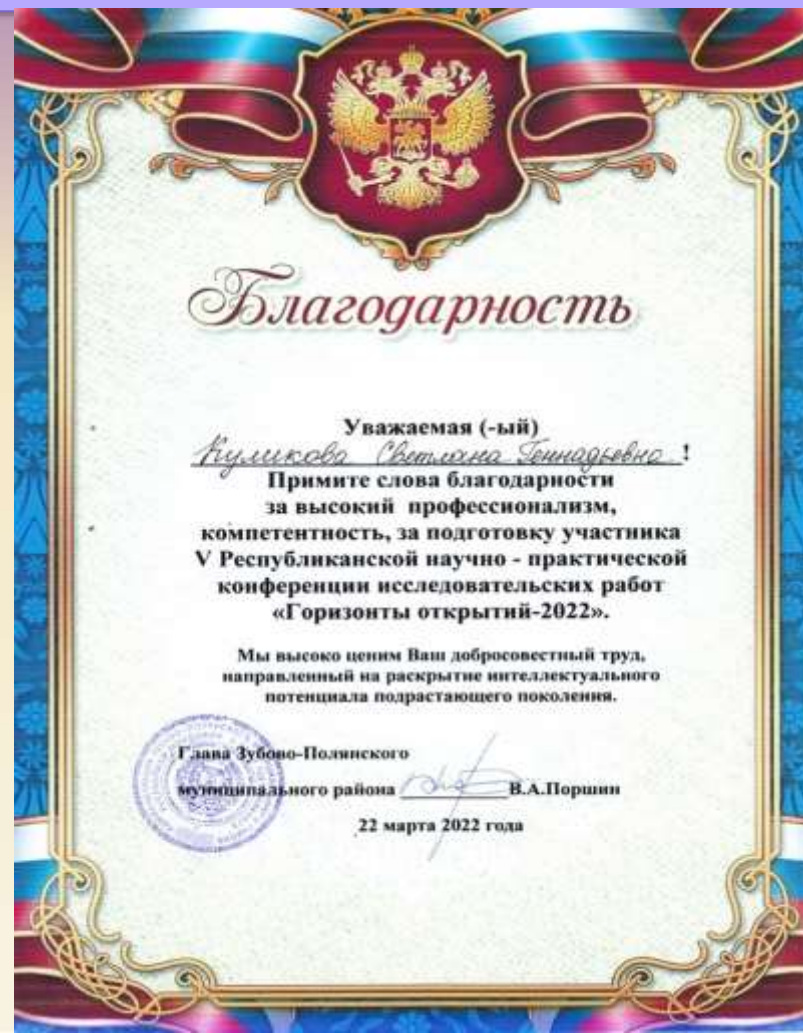 Благодарность
Уважаемая (-ый)
Куликова Светлана Геннадьевна !
Примите слова благодарности
за высокий профессионализм,
компетентность, за подготовку участника
V Республиканской научно - практической
конференции исследовательских работ
«Горизонты открытий-2022».
Мы высоко ценим Ваш добросовестный труд,
направленный на раскрытие интеллектуального
потенциала подрастающего поколения.
Глава Зубово-Полянского
муниципального района В.А.Поршин
22 марта 2022 года